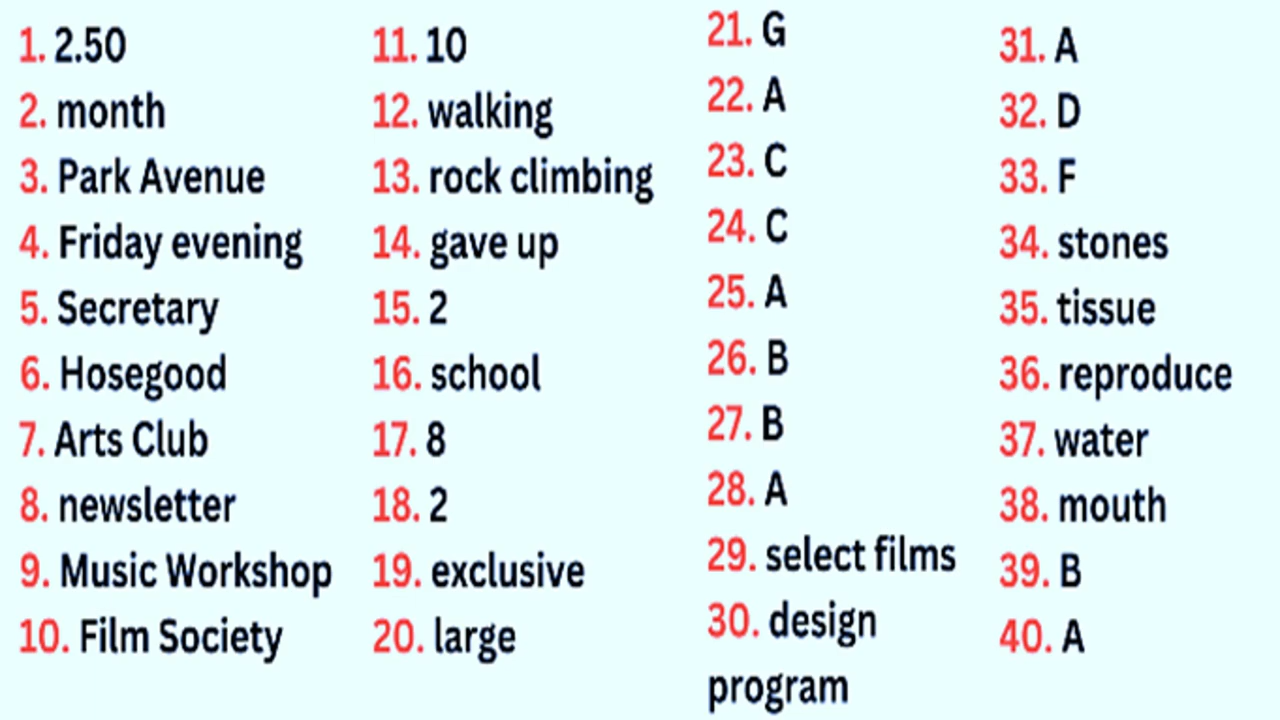 1. 2.50
2. month
3. Park Avenue
4. Friday evening
5. Secretary
6. Hosegood
7. Arts Club
8. newsletter
9. Music Workshop
10. Film Society
11. 10
12. walking
13. rock climbing
14. gave up
15. 2
16. school
17. 8
18. 2
19. exclusive
20. large
21. G
22. A
23. C
24. C
25. A
26. B
27. B
28. A
29. select films
30. design
program
31. A
32. D
33. F
34. stones
35. tissue
36. reproduce
37. water
38. mouth
39. B
40. A